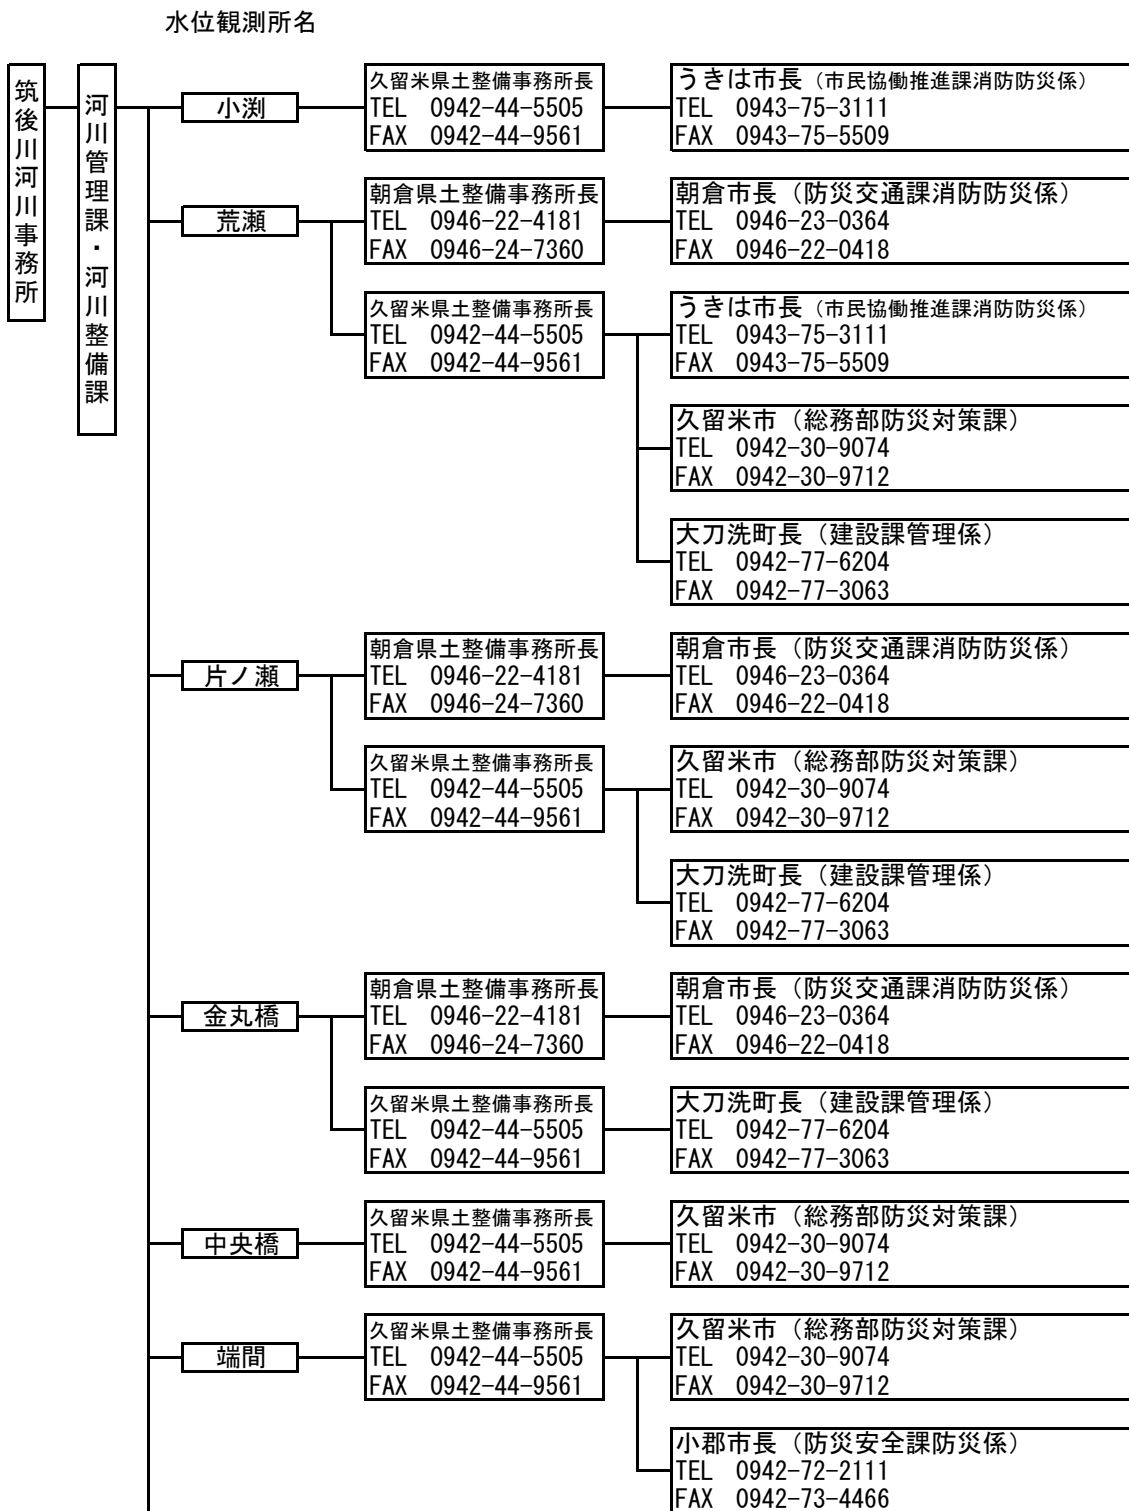 水位観測所名
筑後川河川事務所
河川管理課・河川整備課
小渕
久留米県土整備事務所長
TEL 0942-44-5505
FAX 0942-44-9561
うきは市長（市民協働推進課消防防災係）
TEL 0943-75-3111
FAX 0943-75-5509
荒瀬
朝倉県土整備事務所長
TEL 0946-22-4181
FAX 0946-24-7360
朝倉市長（防災交通課消防防災係）
TEL 0946-23-0364
FAX 0946-22-0418
久留米県土整備事務所長
TEL 0942-44-5505
FAX 0942-44-9561
うきは市長（市民協働推進課消防防災係）
TEL 0943-75-3111
FAX 0943-75-5509
久留米市（総務部防災対策課）
TEL 0942-30-9074
FAX 0942-30-9712
大刀洗町長（建設課管理係）
TEL 0942-77-6204
FAX 0942-77-3063
片ノ瀬
朝倉県土整備事務所長
TEL 0946-22-4181
FAX 0946-24-7360
朝倉市長（防災交通課消防防災係）
TEL 0946-23-0364
FAX 0946-22-0418
久留米県土整備事務所長
TEL 0942-44-5505
FAX 0942-44-9561
久留米市（総務部防災対策課）
TEL 0942-30-9074
FAX 0942-30-9712
大刀洗町長（建設課管理係）
TEL 0942-77-6204
FAX 0942-77-3063
金丸橋
朝倉県土整備事務所長
TEL 0946-22-4181
FAX 0946-24-7360
朝倉市長（防災交通課消防防災係）
TEL 0946-23-0364
FAX 0946-22-0418
久留米県土整備事務所長
TEL 0942-44-5505
FAX 0942-44-9561
大刀洗町長（建設課管理係）
TEL 0942-77-6204
FAX 0942-77-3063
中央橋
久留米県土整備事務所長
TEL 0942-44-5505
FAX 0942-44-9561
久留米市（総務部防災対策課）
TEL 0942-30-9074
FAX 0942-30-9712
端間
久留米県土整備事務所長
TEL 0942-44-5505
FAX 0942-44-9561
久留米市（総務部防災対策課）
TEL 0942-30-9074
FAX 0942-30-9712
小郡市長（防災安全課防災係）
TEL 0942-72-2111
FAX 0942-73-4466